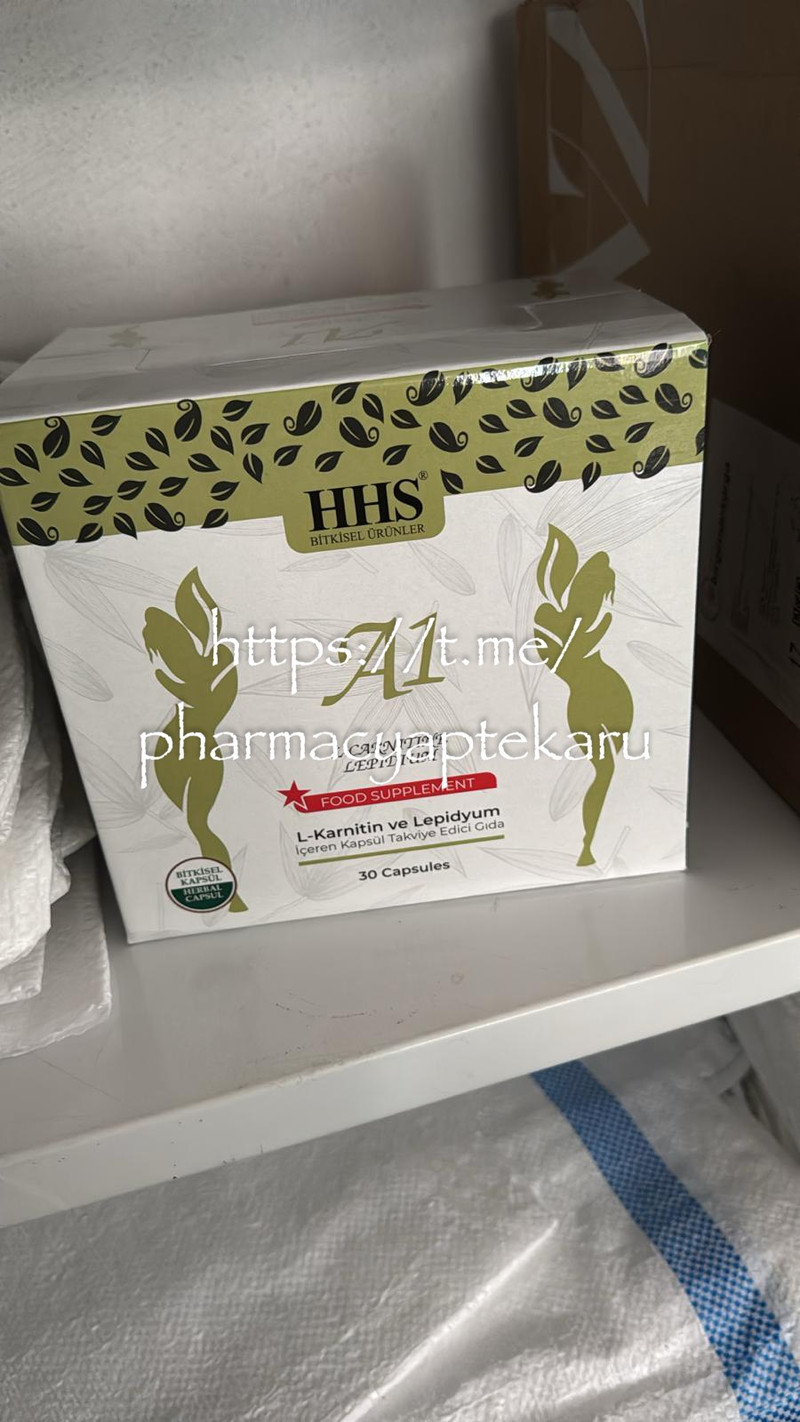 HHS®
BİTKİSEL ÜRÜNLER
A1
https://t.me/
pharmacyaptekaru
LEPIDIUM
FOOD SUPPLEMENT
L-Karnitin ve Lepidyum
İçeren Kapsül Takviye Edici Gıda
30 Capsules
BİTKİSEL
KAPSÜL
HERBAL
CAPSUL